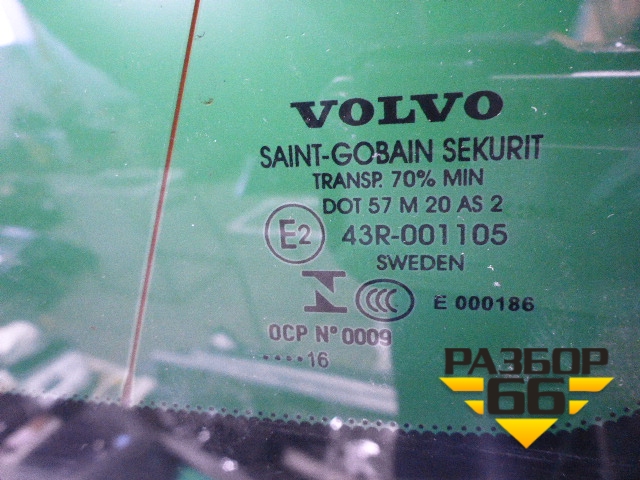 VOLVO
SAINT-GOBAIN SEKURIT
TRANSP. 70% MIN
DOT 57 M 20 AS 2
E2 43R-001105
SWEDEN
CCC E 000186
OCP N° 0009
....16
РАЗБОР
66